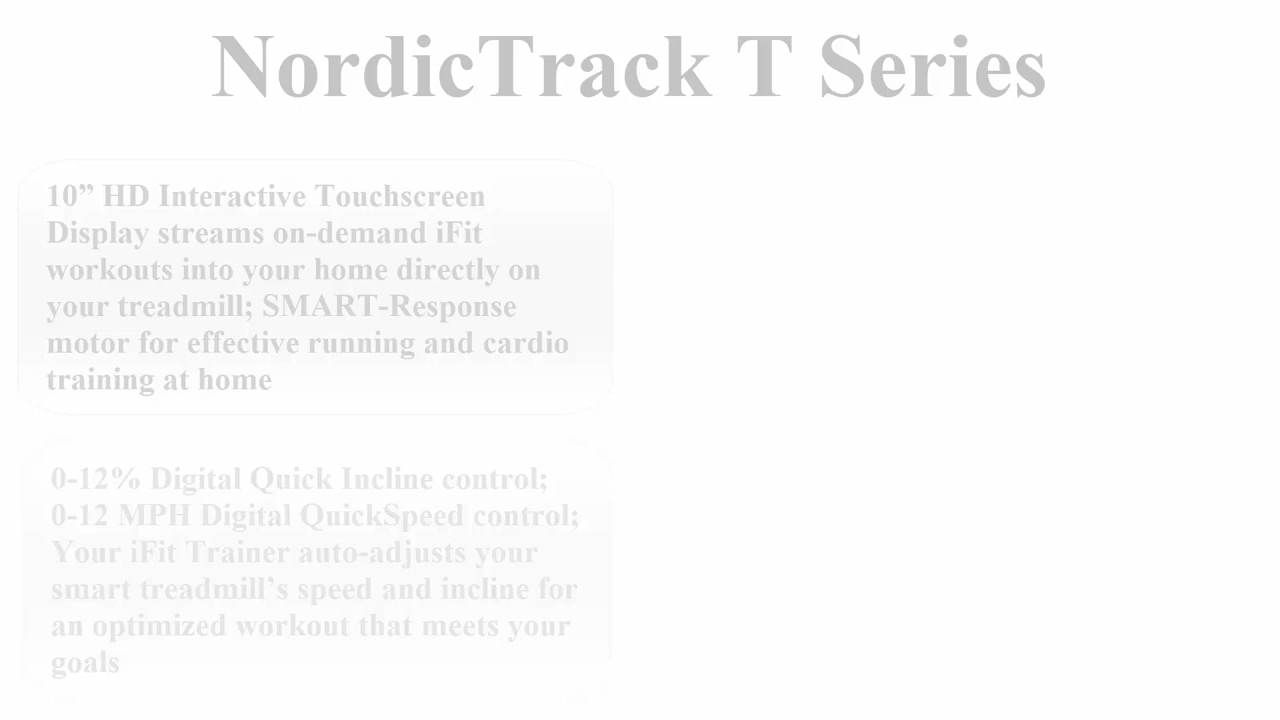 NordicTrack T Series
10” HD Interactive Touchscreen
Display streams on-demand iFit
workouts into your home directly on
your treadmill; SMART-Response
motor for effective running and cardio
training at home
0-12% Digital Quick Incline control;
0-12 MPH Digital QuickSpeed control;
Your iFit Trainer auto-adjusts your
smart treadmill’s speed and incline for
an optimized workout that meets your
goals